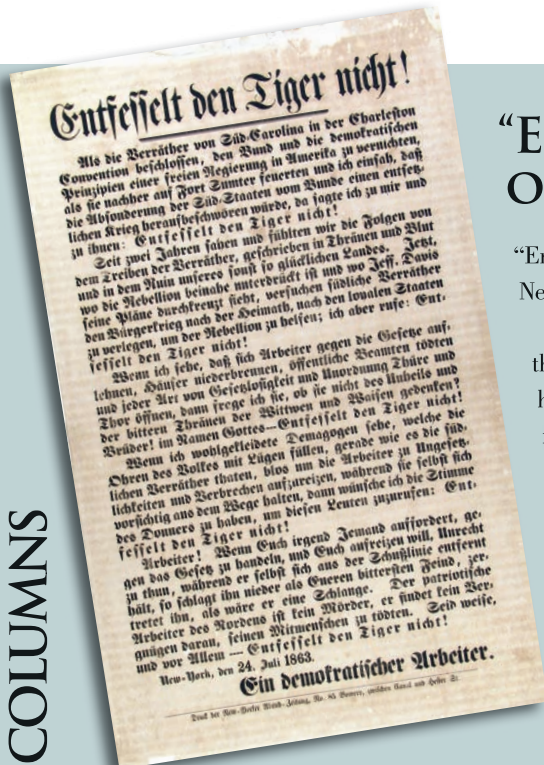 Entfesselt den Tiger nicht!
Als die Verräther von Süd-Carolina in der Charleston
Convention beschlossen, den Bund und die demokratischen
Prinzipien einer freien Regierung in Amerika zu vernichten,
als sie nachher auf Fort Sumter feuerten und ich einsah, daß
die Absonderung der Süd-Staaten vom Bunde einen entsetz-
lichen Krieg heraufbeschwören würde, da sagte ich zu mir und
zu ihnen: Entfesselt den Tiger nicht!
Seit zwei Jahren sahen und fühlten wir die Folgen von
dem Treiben der Verräther, geschrieben in Thränen und Blut
und in dem Ruin unseres sonst so glücklichen Landes. Jetzt,
wo die Rebellion beinahe unterdrückt ist und wo Jeff. Davis
seine Pläne durchkreuzt sieht, versuchen südliche Verräther
den Bürgerkrieg nach der Heimath, nach den loyalen Staaten
zu verlegen, um der Rebellion zu helfen; ich aber rufe: Ent-
fesselt den Tiger nicht!
Wenn ich sehe, daß sich Arbeiter gegen die Gesetze auf-
lehnen, Häuser niederbrennen, öffentliche Beamten tödten
und jeder Art von Gesetzlosigkeit und Unordnung Thüre und
Thor öffnen, dann frage ich sie, ob sie nicht des Unheils und
der bittern Thränen der Wittwen und Waisen gedenken?
Brüder! im Namen Gottes—Entfesselt den Tiger nicht!
Wenn ich wohlgekleidete Demagogen sehe, welche die
Ohren des Volkes mit Lügen füllen, gerade wie es die süd-
lichen Verräther thaten, blos um die Arbeiter zu Ungesetz-
lichkeiten und Verbrechen aufzureizen, während sie selbst sich
vorsichtig aus dem Wege halten, dann wünsche ich die Stimme
des Donners zu haben, um diesen Leuten zuzurufen: Ent-
fesselt den Tiger nicht!
Arbeiter! Wenn Euch irgend Jemand auffordert, ge-
gen das Gesetz zu handeln, und Euch aufreizen will, Unrecht
zu thun, während er selbst sich aus der Schußlinie entfernt
hält, so schlagt ihn nieder als Eueren bittersten Feind, zer-
tretet ihn, als wäre er eine Schlange. Der patriotische
Arbeiter des Nordens ist kein Mörder, er findet kein Ver-
gnügen daran, seinen Mitmenschen zu tödten. Seid weise,
und vor Allem — Entfesselt den Tiger nicht!
New-York, den 24. Juli 1863.
Ein demokratischer Arbeiter.
Druck der New-Yorker Abend-Zeitung, No. 85 Bowery, zwischen Canal und Hester St.
COLUMNS
"E
O
"En
Ne
th
h